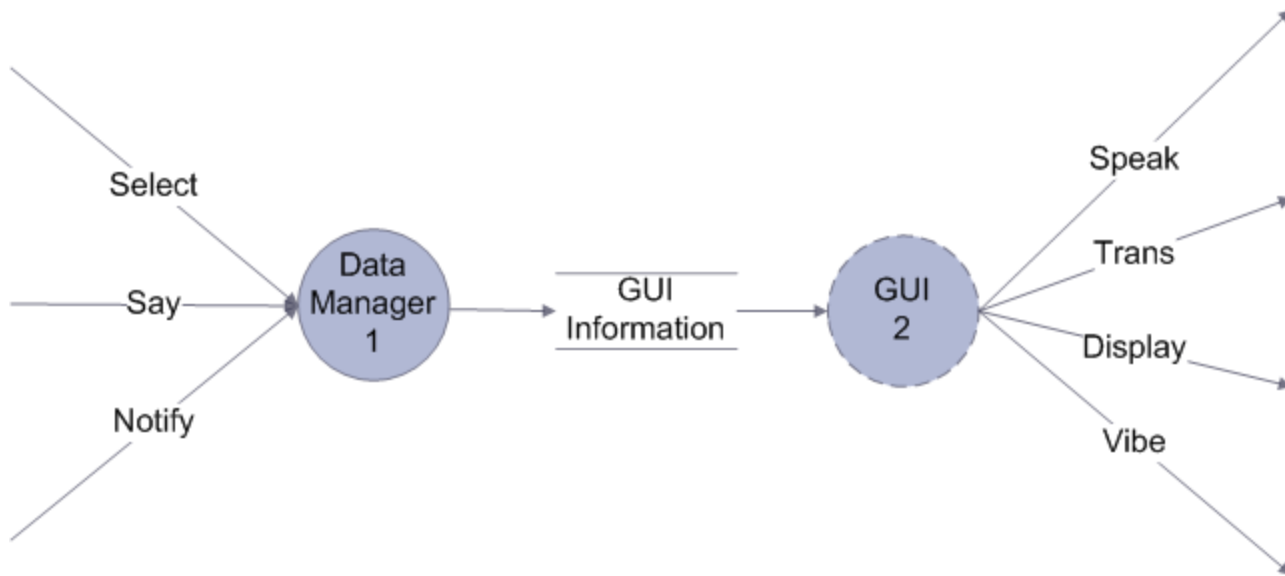 Select
Say
Notify
Data
Manager
1
GUI
Information
GUI
2
Speak
Trans
Display
Vibe